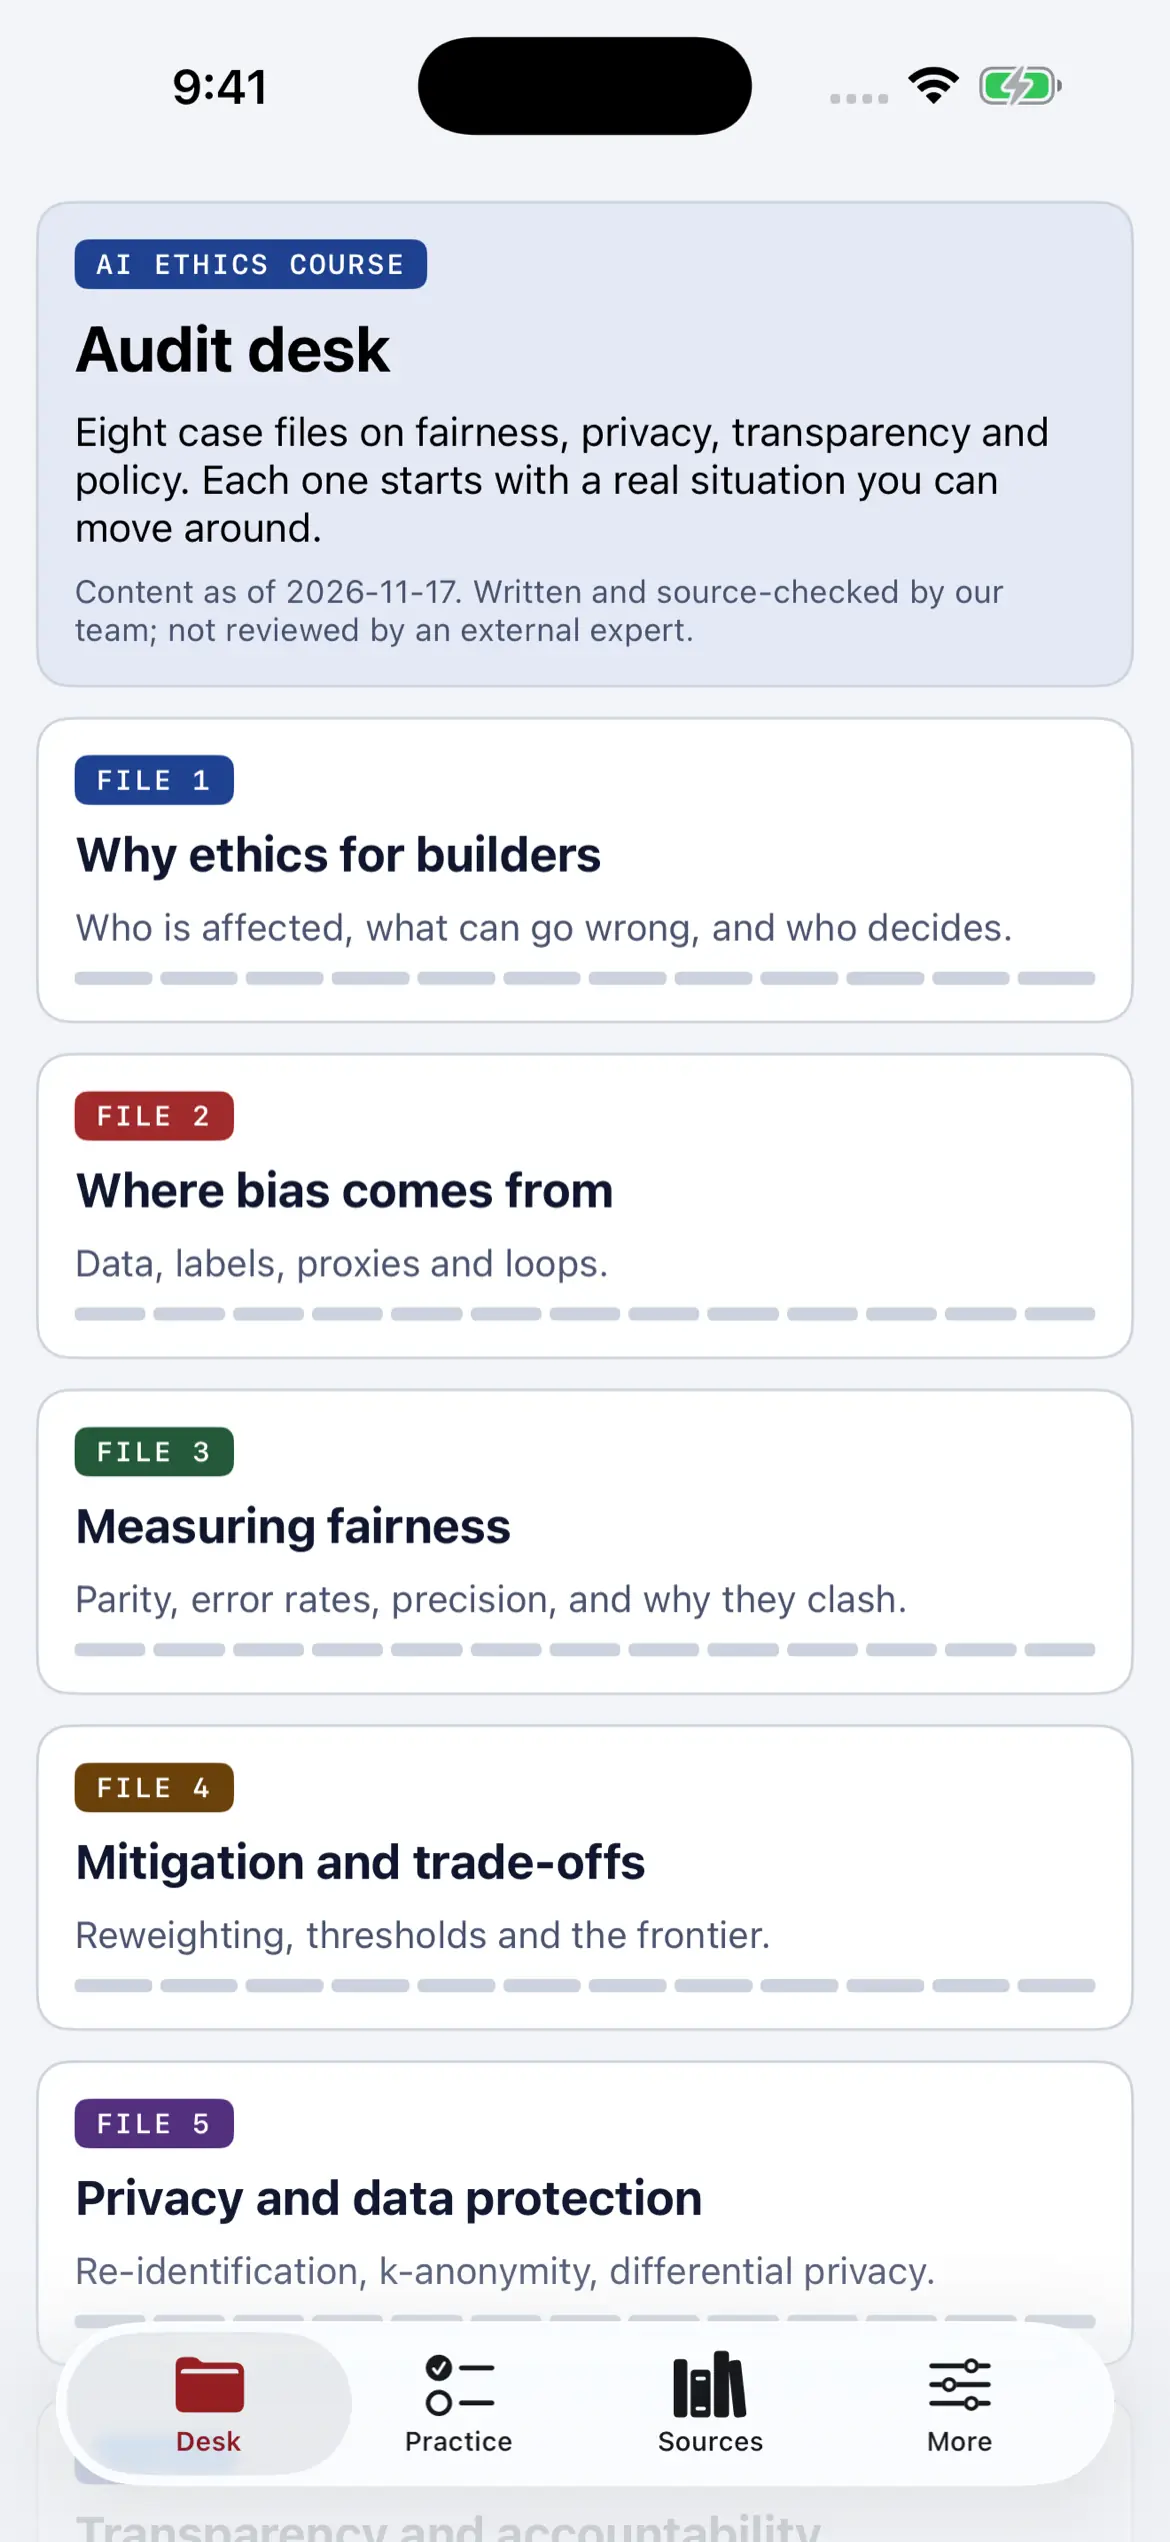 9:41
AI ETHICS COURSE
Audit desk
Eight case files on fairness, privacy, transparency and
policy. Each one starts with a real situation you can
move around.
Content as of 2026-11-17. Written and source-checked by our
team; not reviewed by an external expert.
FILE 1
Why ethics for builders
Who is affected, what can go wrong, and who decides.
FILE 2
Where bias comes from
Data, labels, proxies and loops.
FILE 3
Measuring fairness
Parity, error rates, precision, and why they clash.
FILE 4
Mitigation and trade-offs
Reweighting, thresholds and the frontier.
FILE 5
Privacy and data protection
Re-identification, k-anonymity, differential privacy.
Desk
Practice
Sources
More
Transparency and accountability